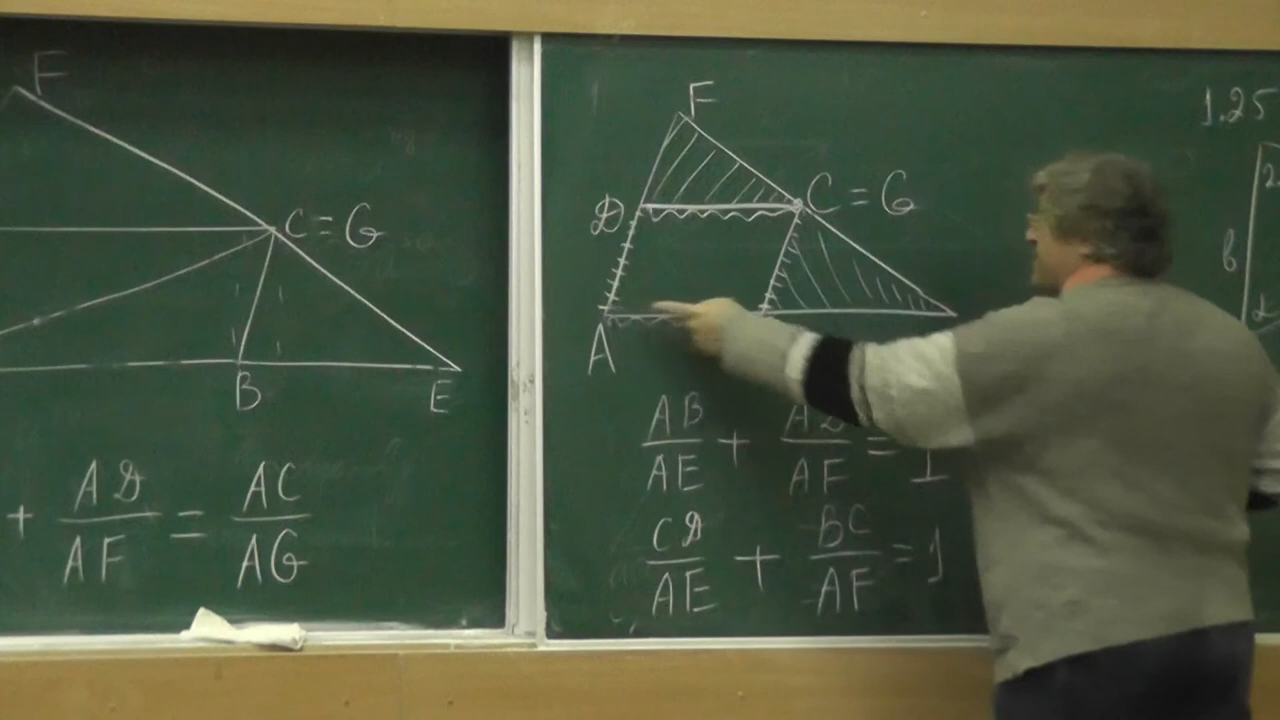 F
C = G
B
E
+ AD/AF = AC/AG
F
D
C = G
A
AB/AE + AD/AF = 1
CD/AE + BC/AF = 1
1.25
b